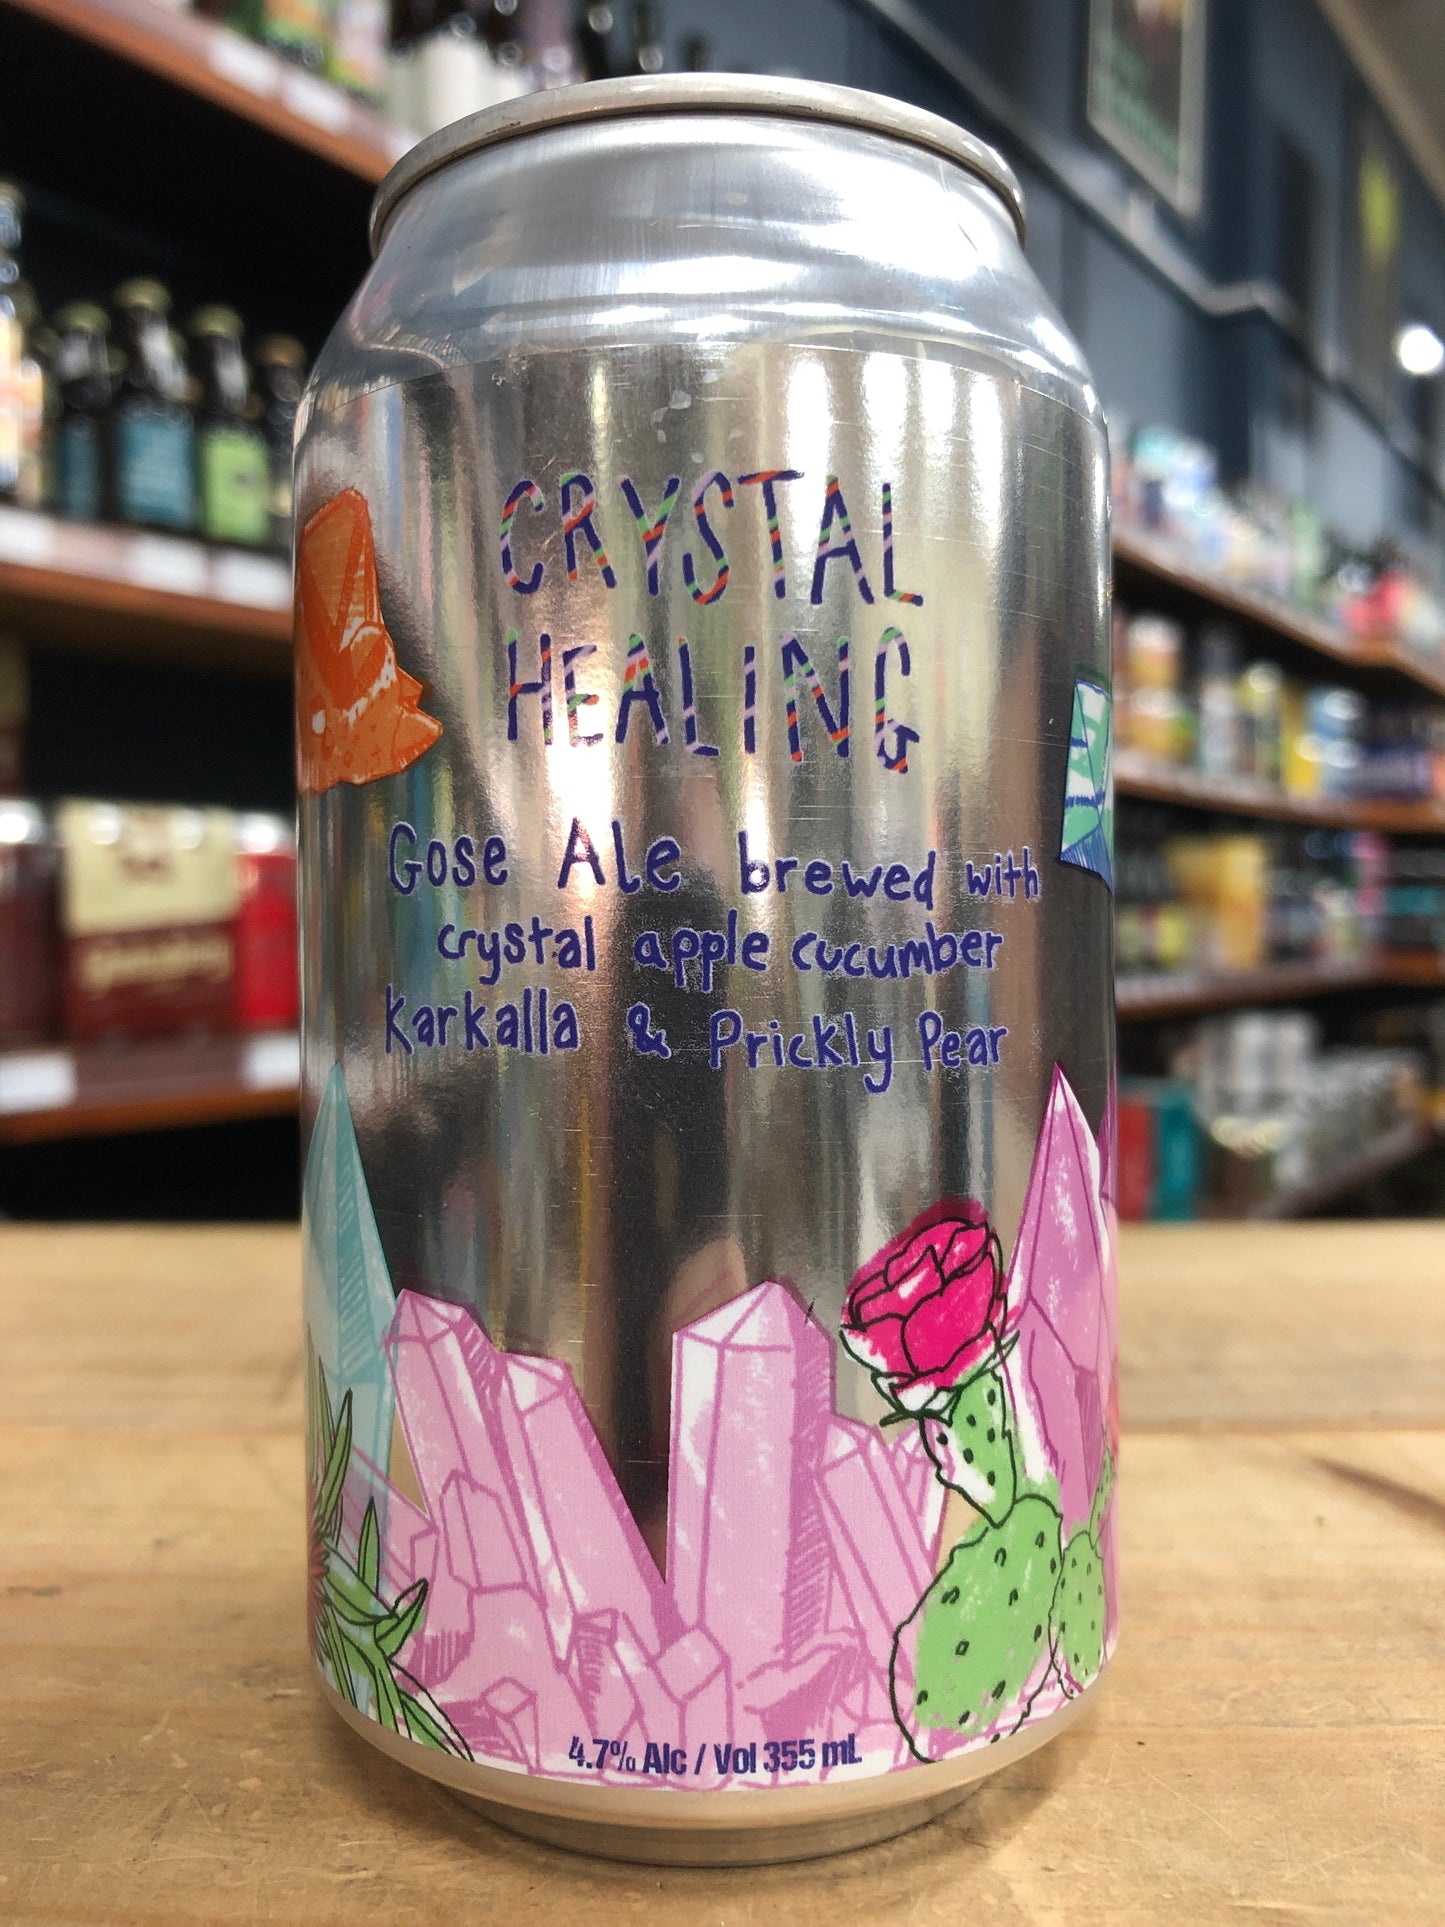 CRYSTAL
HEALING
Gose Ale brewed with
crystal apple cucumber
Karkalla & Prickly Pear
4.7% Alc / Vol 355 mL